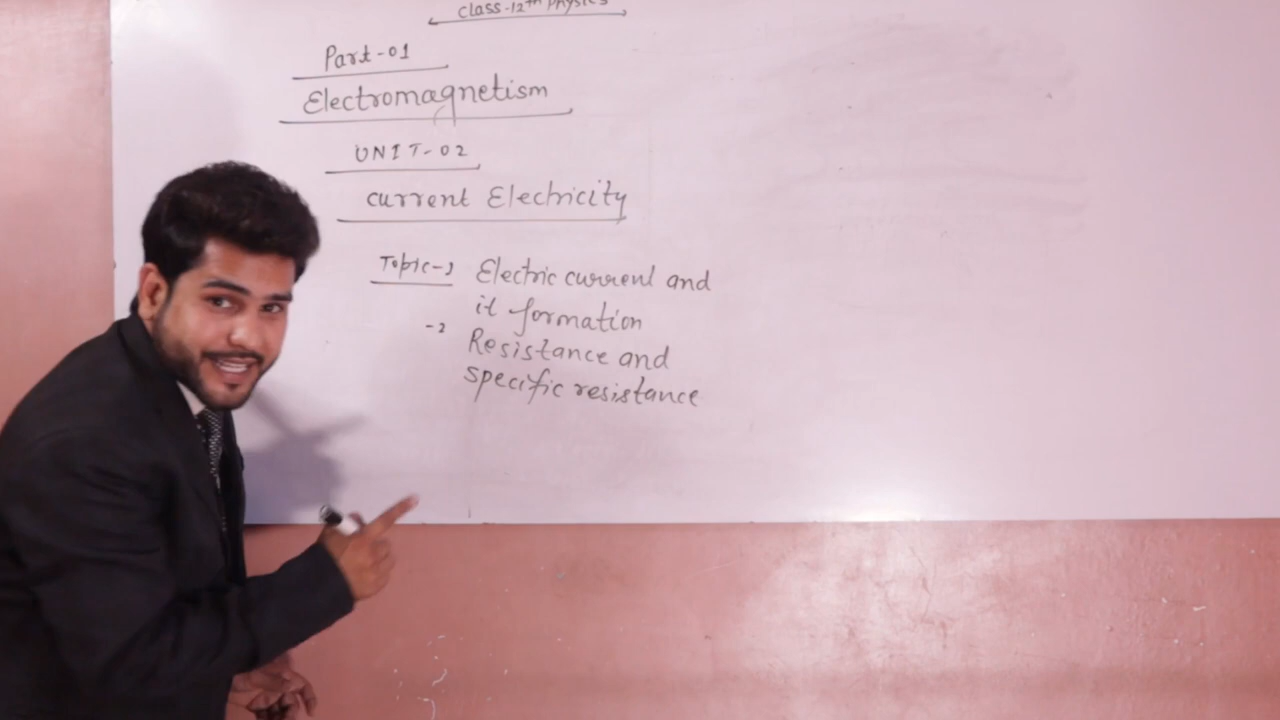 Class-12th Physics
Part-01
Electromagnetism
UNIT-02
current Electricity
Topic-1 Electric current and
it formation
-2 Resistance and
specific resistance